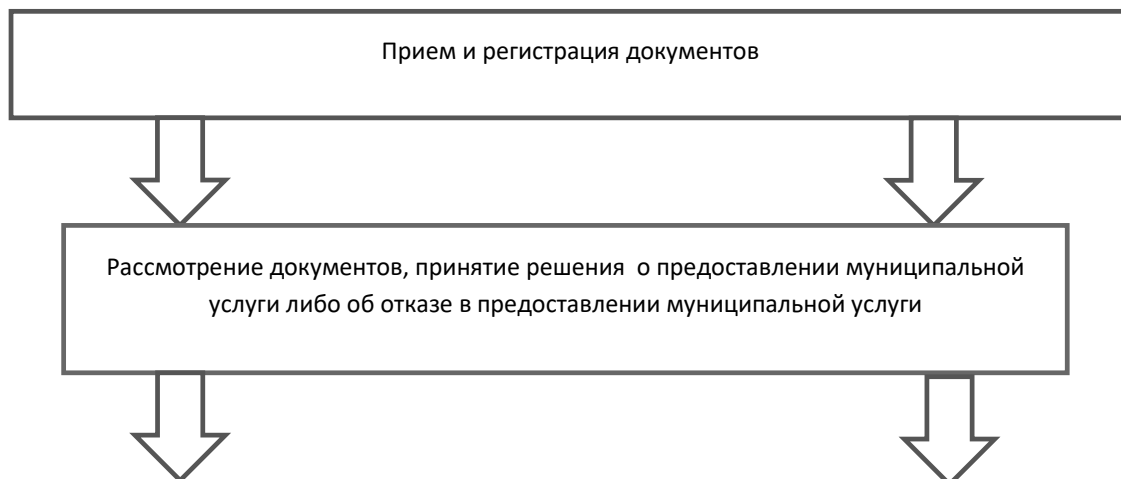 Прием и регистрация документов
Рассмотрение документов, принятие решения  о предоставлении муниципальной
услуги либо об отказе в предоставлении муниципальной услуги